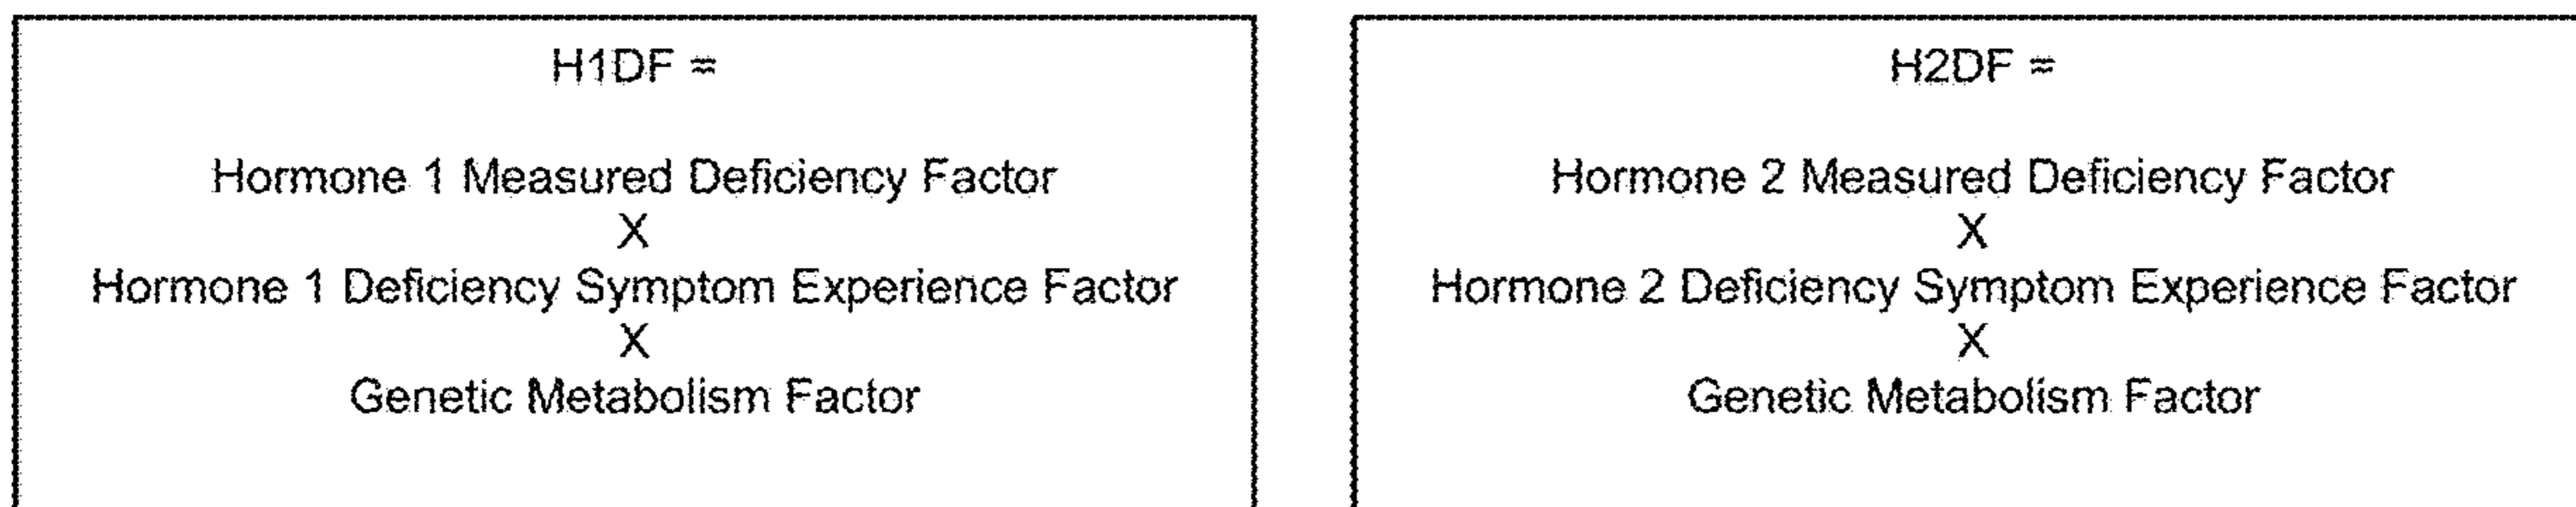 H1DF =
Hormone 1 Measured Deficiency Factor
X
Hormone 1 Deficiency Symptom Experience Factor
X
Genetic Metabolism Factor
H2DF =
Hormone 2 Measured Deficiency Factor
X
Hormone 2 Deficiency Symptom Experience Factor
X
Genetic Metabolism Factor